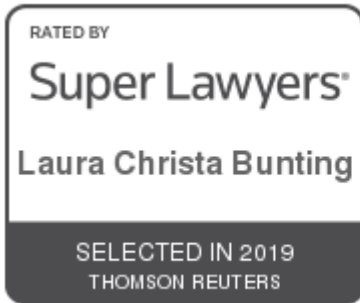 RATED BY
Super Lawyers®
Laura Christa Bunting
SELECTED IN 2019
THOMSON REUTERS